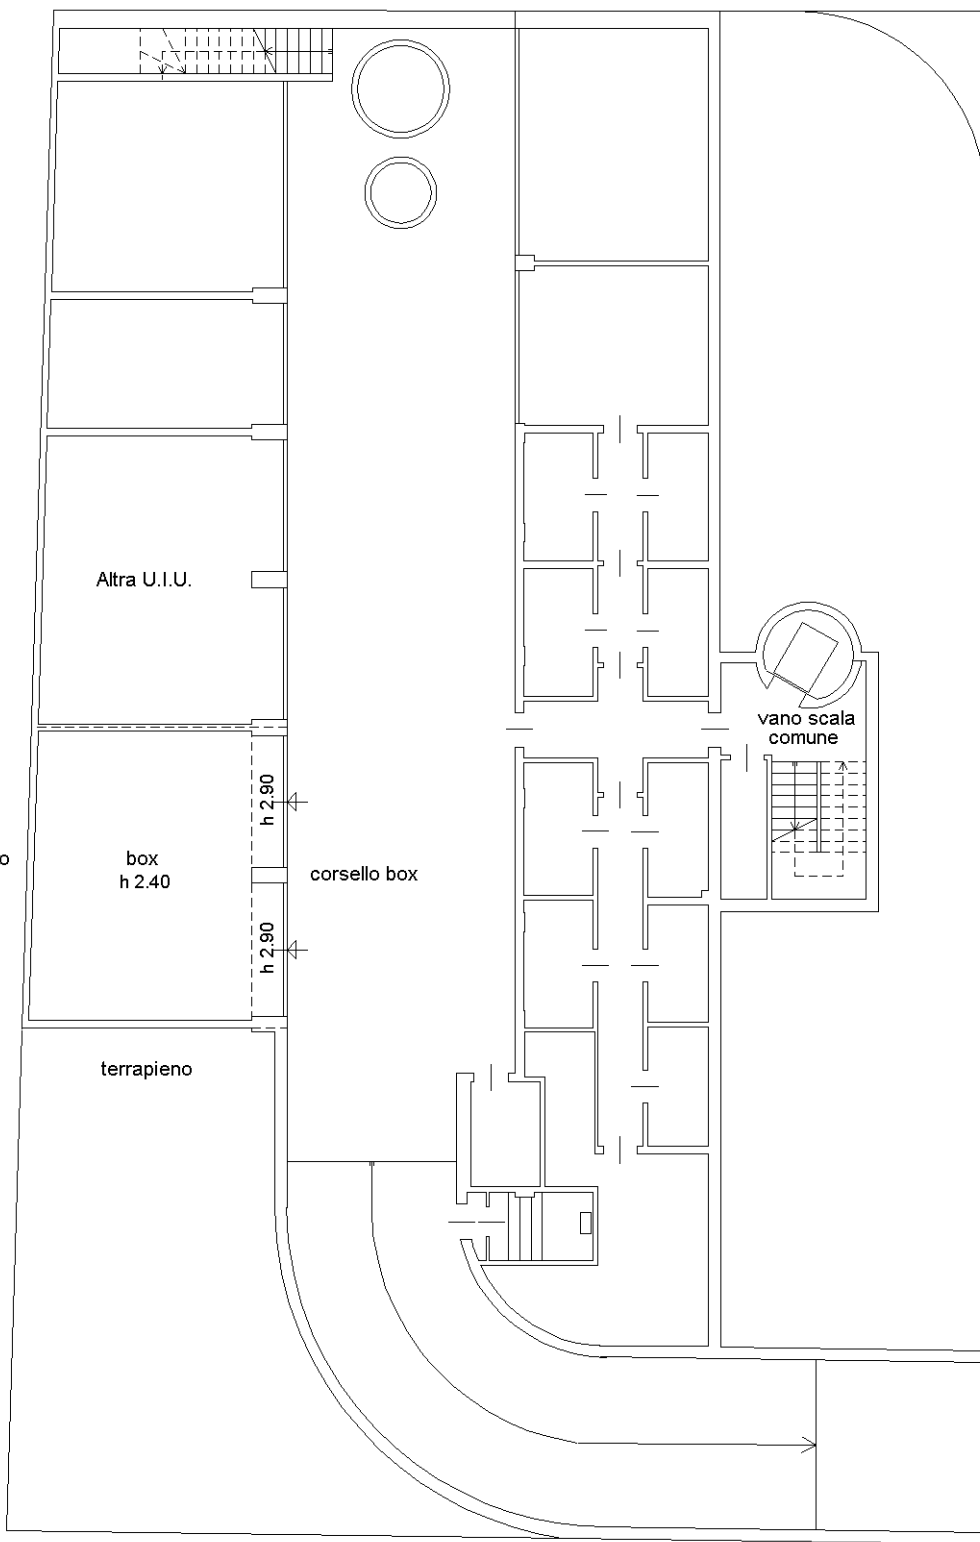 Altra U.I.U.
vano scala
comune
h 2.90
o
box
h 2.40
corsello box
h 2.90
terrapieno